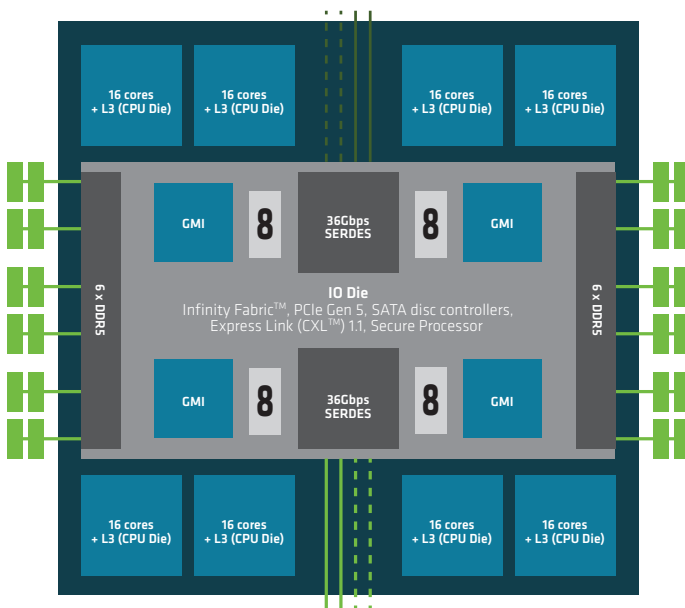 16 cores
+ L3 (CPU Die)
16 cores
+ L3 (CPU Die)
16 cores
+ L3 (CPU Die)
16 cores
+ L3 (CPU Die)
6 x DDR5
GMI
8
36Gbps
SERDES
8
GMI
6 x DDR5
IO Die
Infinity Fabric™, PCIe Gen 5, SATA disc controllers,
Express Link (CXL™) 1.1, Secure Processor
GMI
8
36Gbps
SERDES
8
GMI
16 cores
+ L3 (CPU Die)
16 cores
+ L3 (CPU Die)
16 cores
+ L3 (CPU Die)
16 cores
+ L3 (CPU Die)